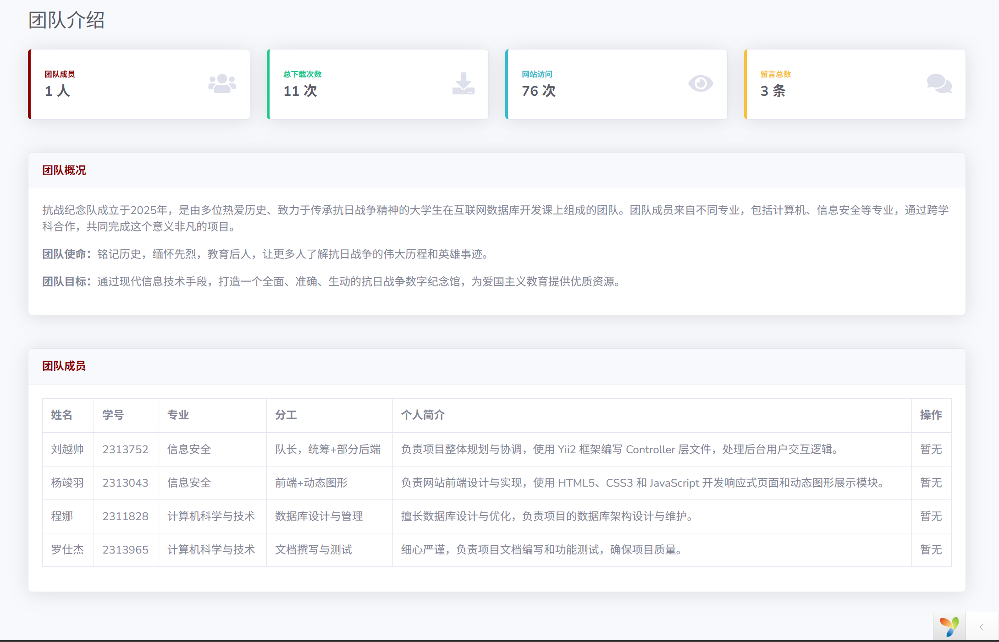 团队介绍
团队成员
1 人
总下载次数
11 次
网站访问
76 次
留言总数
3 条
团队概况
抗战纪念队成立于2025年，是由多位热爱历史、致力于传承抗日战争精神的大学生在互联网数据库开发课上组成的团队。团队成员来自不同专业，包括计算机、信息安全等专业，通过跨学
科合作，共同完成这个意义非凡的项目。
团队使命：铭记历史，缅怀先烈，教育后人，让更多人了解抗日战争的伟大历程和英雄事迹。
团队目标：通过现代信息技术手段，打造一个全面、准确、生动的抗日战争数字纪念馆，为爱国主义教育提供优质资源。
团队成员
姓名 学号 专业 分工 个人简介 操作
刘越帅 2313752 信息安全 队长，统筹+部分后端 负责项目整体规划与协调，使用 Yii2 框架编写 Controller 层文件，处理后台用户交互逻辑。 暂无
杨竣羽 2313043 信息安全 前端+动态图形 负责网站前端设计与实现，使用 HTML5、CSS3 和 JavaScript 开发响应式页面和动态图形展示模块。 暂无
程娜 2311828 计算机科学与技术 数据库设计与管理 擅长数据库设计与优化，负责项目的数据库架构设计与维护。 暂无
罗仕杰 2313965 计算机科学与技术 文档撰写与测试 细心严谨，负责项目文档编写和功能测试，确保项目质量。 暂无